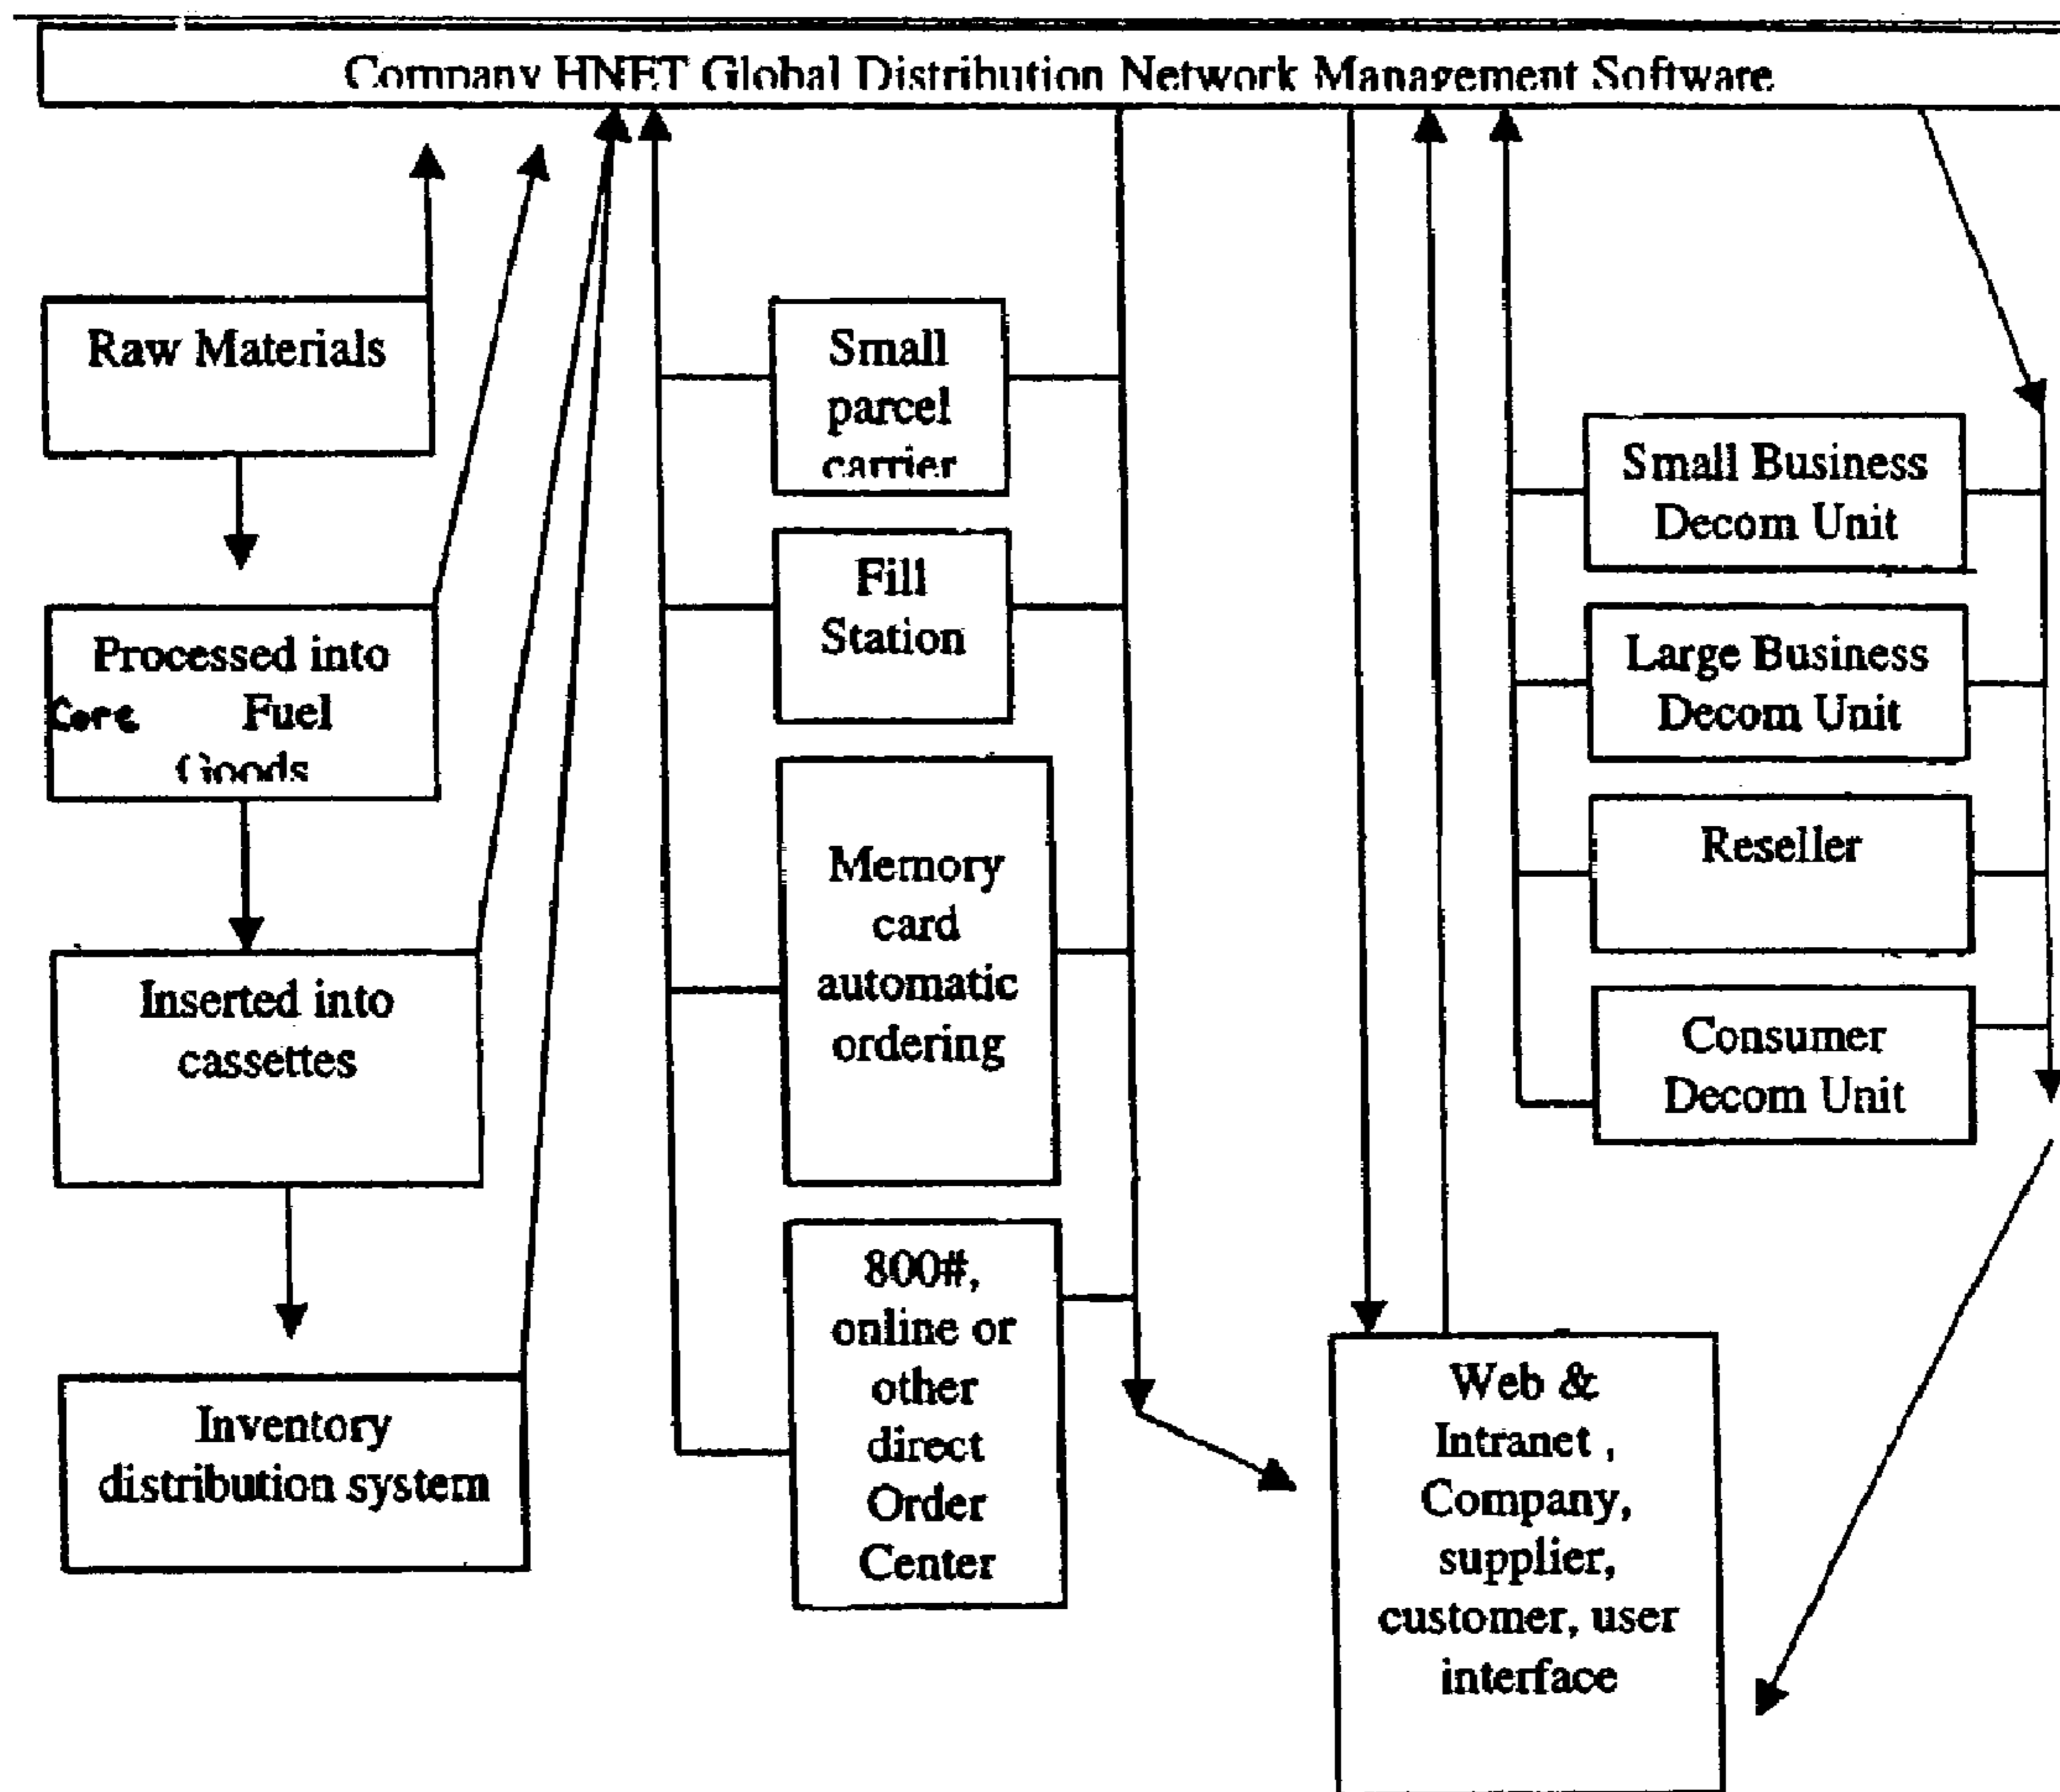 Company HNET Global Distribution Network Management Software
Raw Materials
Processed into
Core Fuel
Goods
Inserted into
cassettes
Inventory
distribution system
Small
parcel
carrier
Fill
Station
Memory
card
automatic
ordering
800#,
online or
other
direct
Order
Center
Web &
Intranet ,
Company,
supplier,
customer, user
interface
Small Business
Decom Unit
Large Business
Decom Unit
Reseller
Consumer
Decom Unit